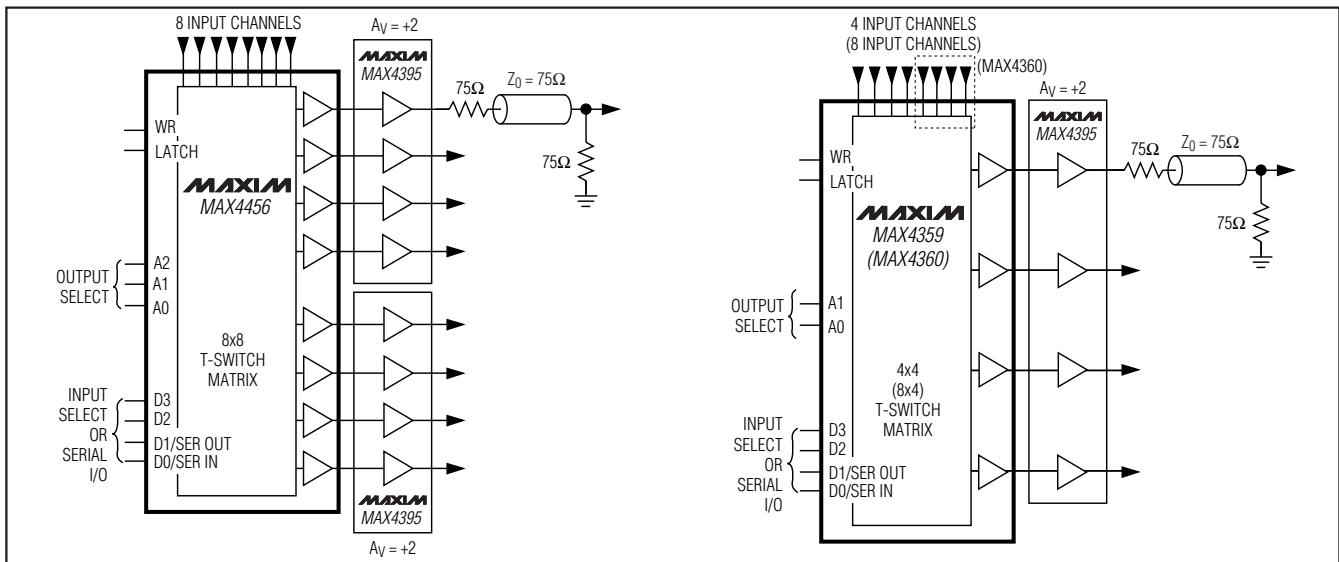 8 INPUT CHANNELS
AV = +2
MAXIM
MAX4395
75Ω
Z0 = 75Ω
75Ω
WR
LATCH
MAXIM
MAX4456
OUTPUT
SELECT
A2
A1
A0
8x8
T-SWITCH
MATRIX
INPUT
SELECT
OR
SERIAL
I/O
D3
D2
D1/SER OUT
D0/SER IN
MAXIM
MAX4395
AV = +2
4 INPUT CHANNELS
(8 INPUT CHANNELS)
(MAX4360)
AV = +2
MAXIM
MAX4395
75Ω
Z0 = 75Ω
75Ω
WR
LATCH
MAXIM
MAX4359
(MAX4360)
OUTPUT
SELECT
A1
A0
4x4
(8x4)
T-SWITCH
MATRIX
INPUT
SELECT
OR
SERIAL
I/O
D3
D2
D1/SER OUT
D0/SER IN